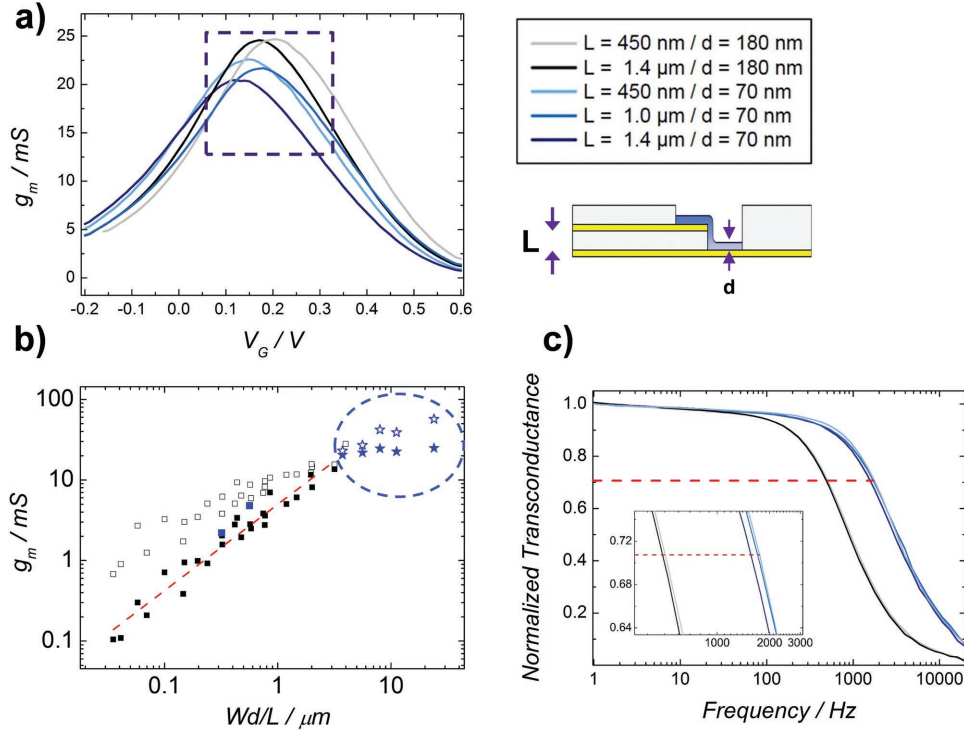 a)
25
20
15
10
5
0
g_m / mS
-0.2 -0.1 0.0 0.1 0.2 0.3 0.4 0.5 0.6
V_G / V
L = 450 nm / d = 180 nm
L = 1.4 μm / d = 180 nm
L = 450 nm / d = 70 nm
L = 1.0 μm / d = 70 nm
L = 1.4 μm / d = 70 nm
L
d
b)
100
10
1
0.1
g_m / mS
0.1 1 10
Wd/L / μm
c)
1.0
0.8
0.6
0.4
0.2
Normalized Transconductance
0.72
0.68
0.64
1000 2000 3000
1 10 100 1000 10000
Frequency / Hz